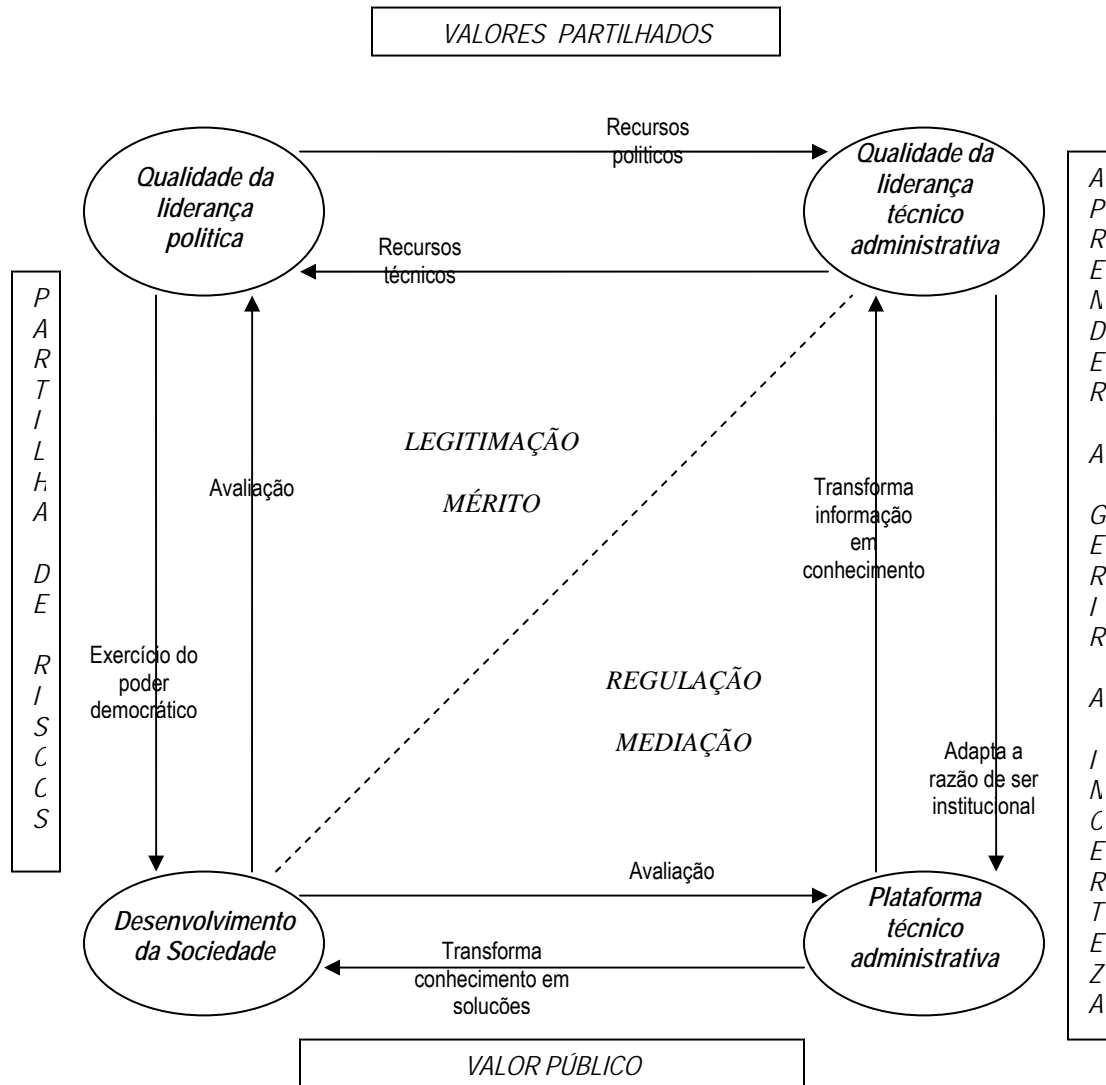 VALORES PARTILHADOS
Recursos
politicos
Qualidade da
liderança
politica
Qualidade da
liderança
técnico
administrativa
Recursos
técnicos
PARTILHA DE RISCCS
APRENDER A GERIR A INCERTEZA
LEGITIMAÇÃO
MÉRITO
Avaliação
Transforma
informação
em
conhecimento
Exercício do
poder
democrático
REGULAÇÃO
MEDIAÇÃO
Adapta a
razão de ser
institucional
Avaliação
Desenvolvimento
da Sociedade
Plataforma
técnico
administrativa
Transforma
conhecimento em
soluções
VALOR PÚBLICO